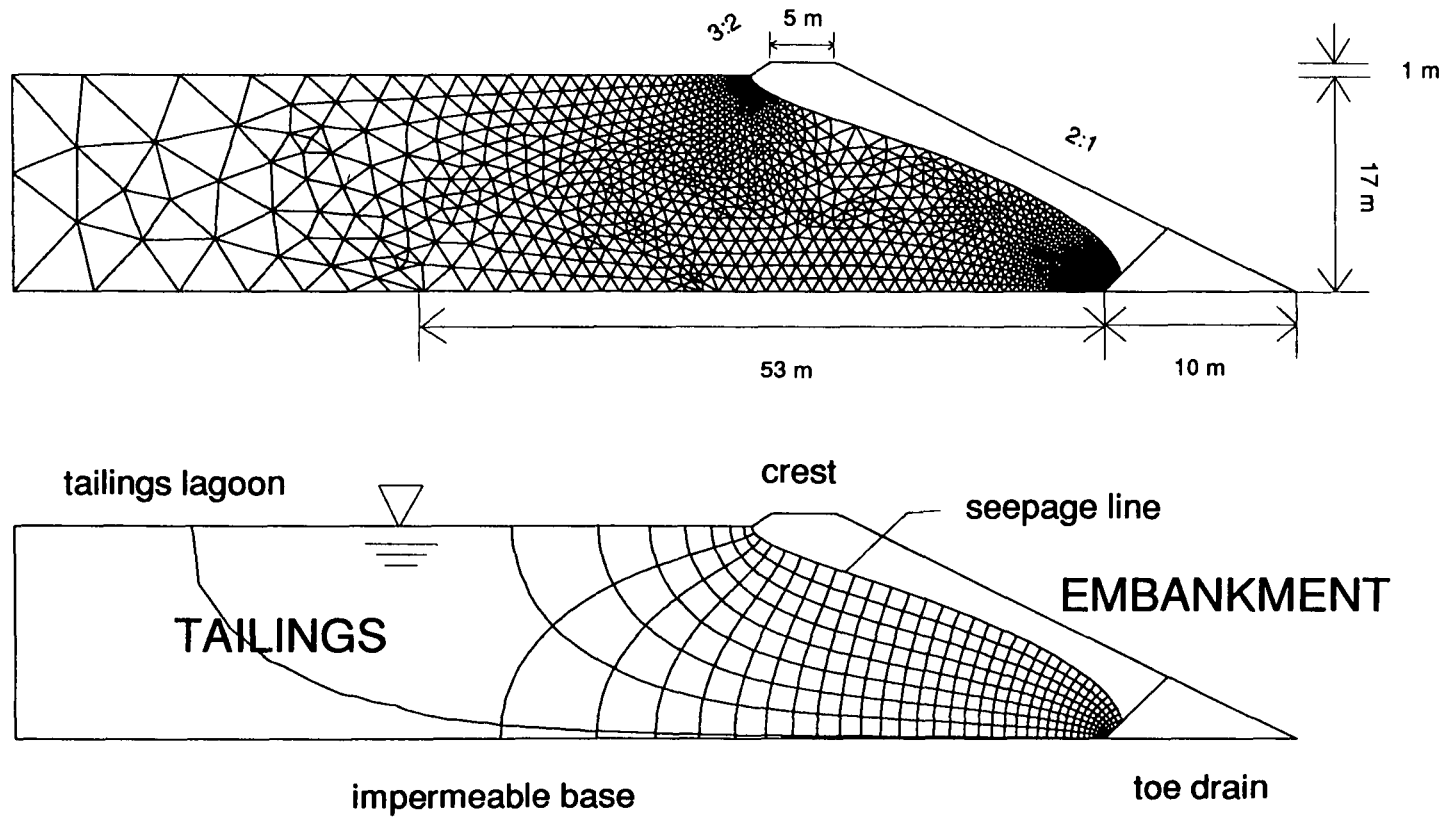 3:2
5 m
1 m
2:1
17 m
53 m
10 m
tailings lagoon
crest
seepage line
EMBANKMENT
TAILINGS
impermeable base
toe drain